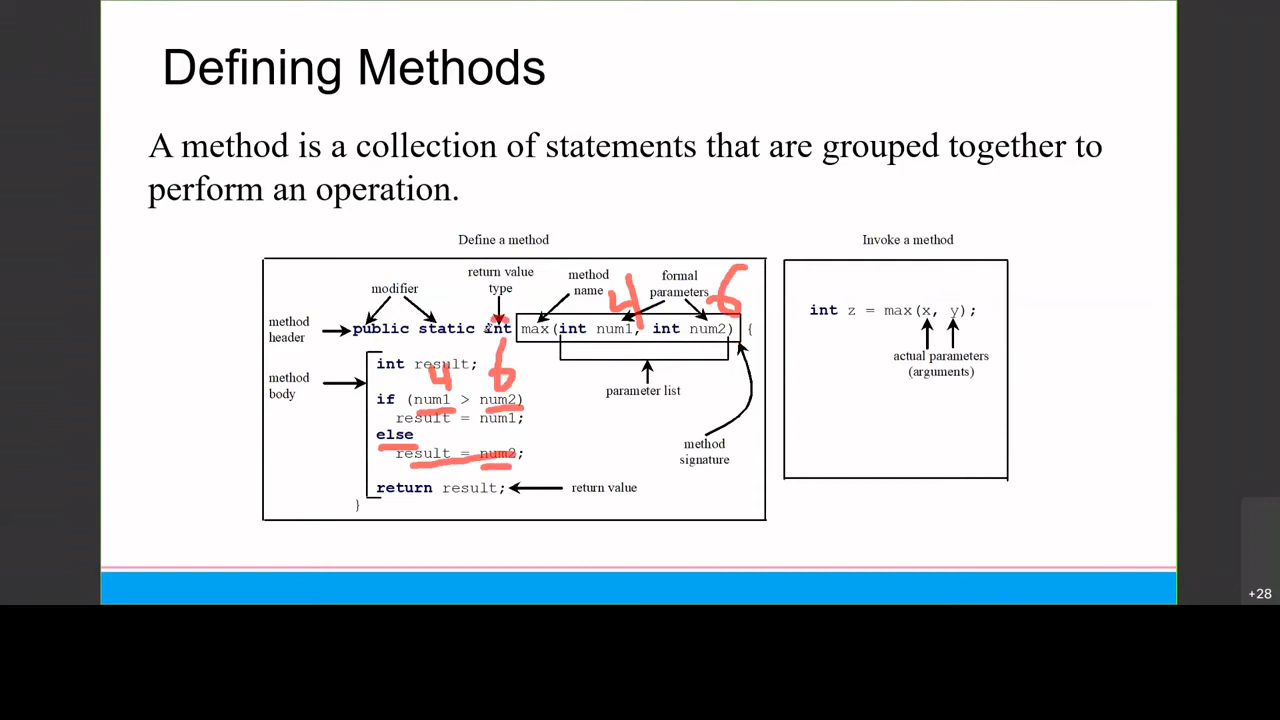 Defining Methods
A method is a collection of statements that are grouped together to
perform an operation.
Define a method
Invoke a method
return value
type
method
name
formal
parameters
modifier
4
6
method
header
public static int max(int num1, int num2) {
int result;
4 6
method
body
if (num1 > num2)
result = num1;
else
result = num2;
return result;
}
parameter list
method
signature
return value
int z = max(x, y);
actual parameters
(arguments)
+28